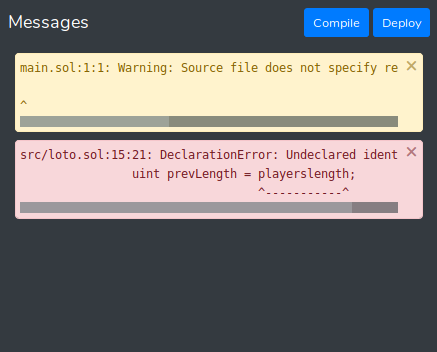 Messages
Compile
Deploy
main.sol:1:1: Warning: Source file does not specify re
^
src/loto.sol:15:21: DeclarationError: Undeclared ident
uint prevLength = playerslength;
^-----------^